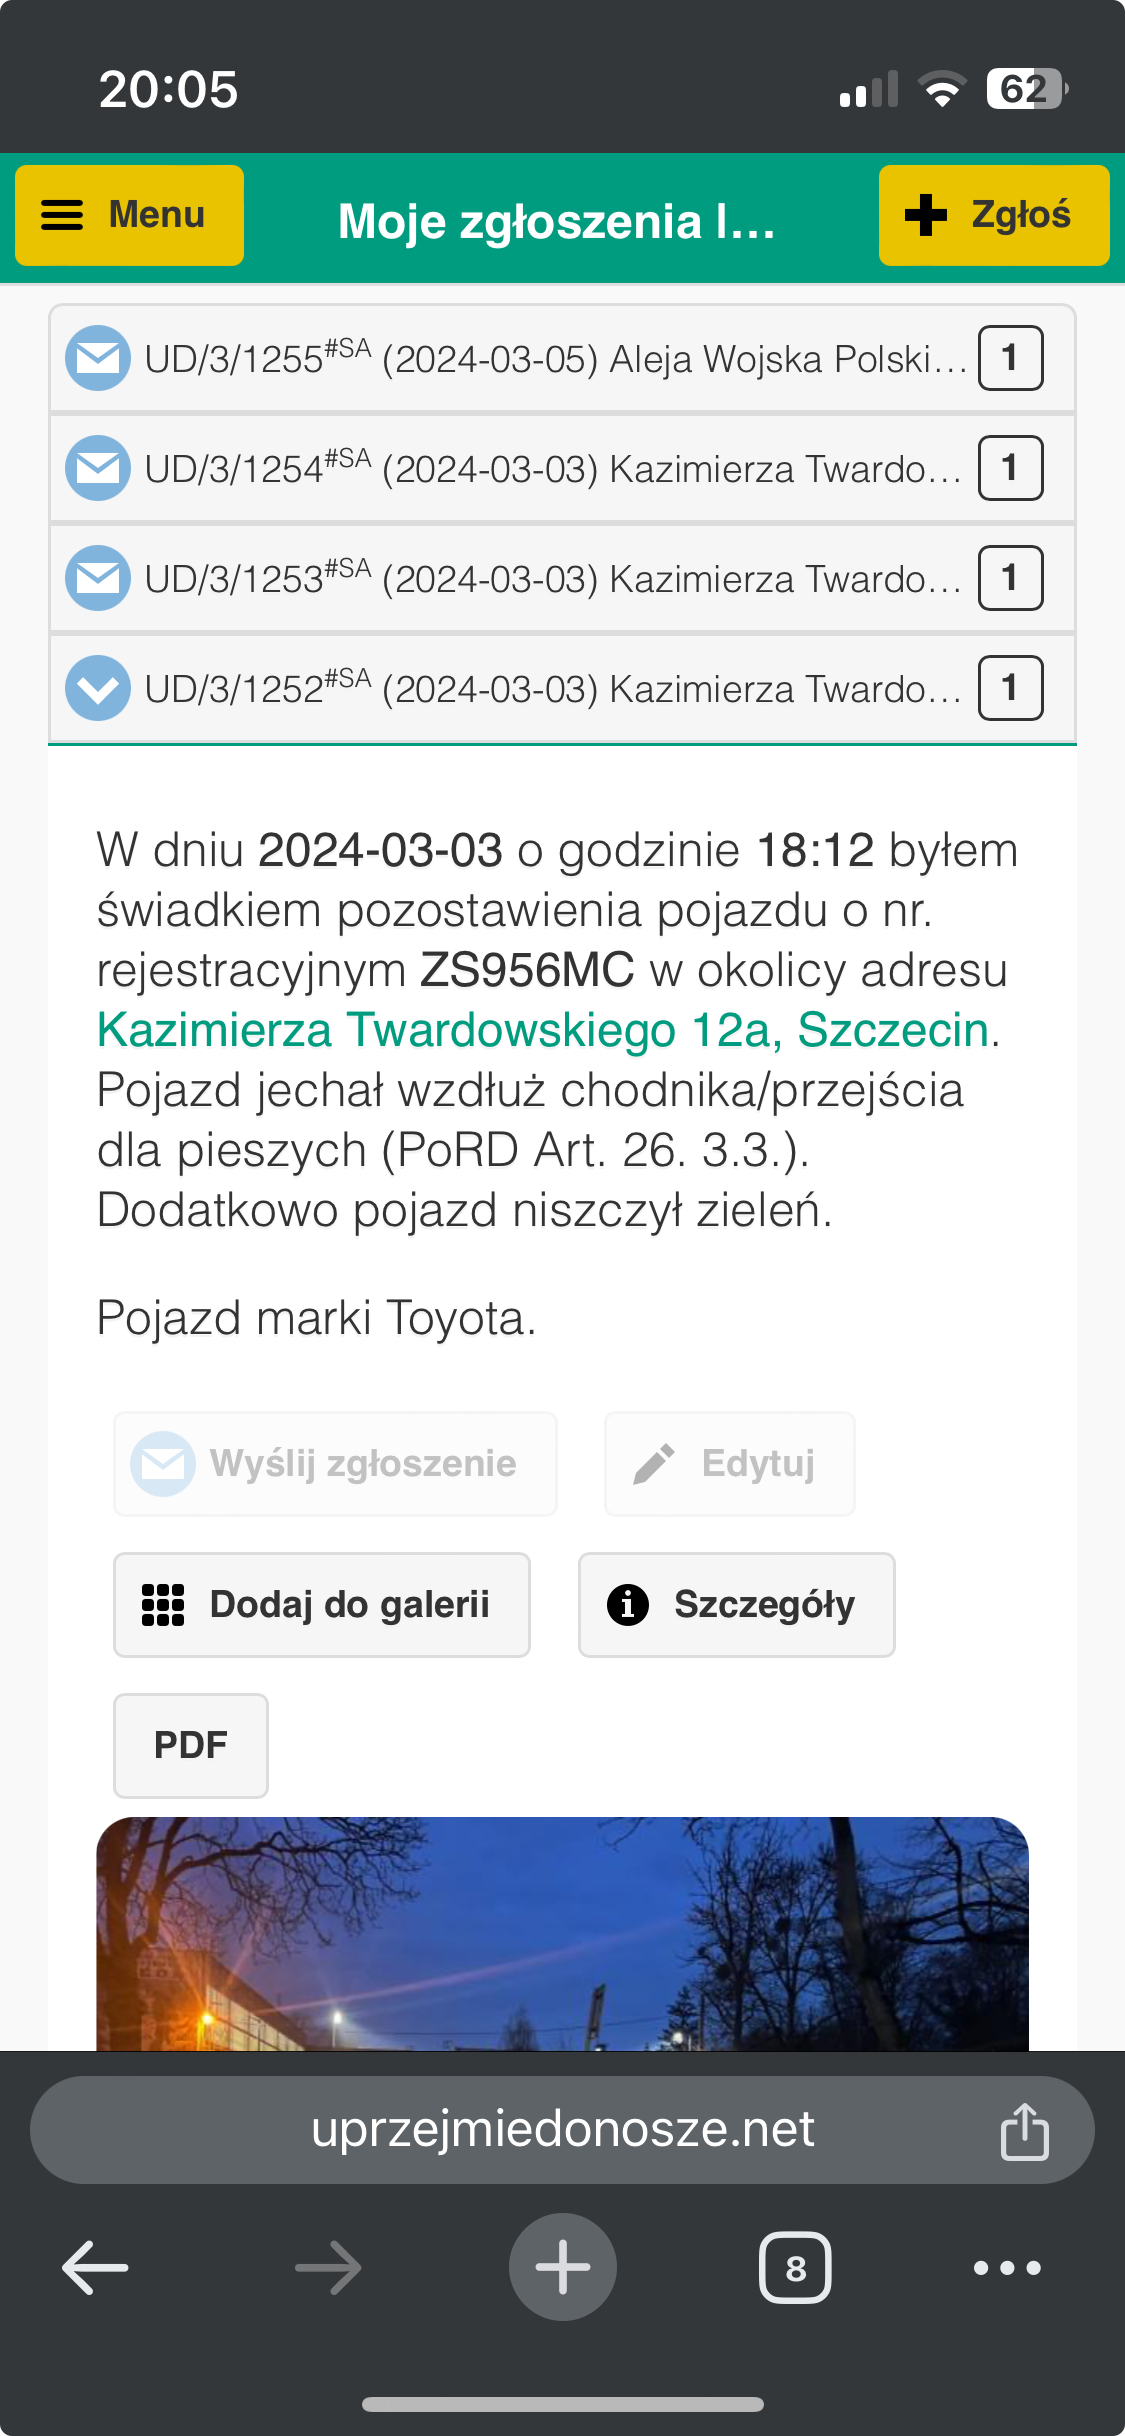 20:05
62
Menu
Moje zgłoszenia |...
Zgłoś
UD/3/1255#SA (2024-03-05) Aleja Wojska Polski... 1
UD/3/1254#SA (2024-03-03) Kazimierza Twardo... 1
UD/3/1253#SA (2024-03-03) Kazimierza Twardo... 1
UD/3/1252#SA (2024-03-03) Kazimierza Twardo... 1
W dniu 2024-03-03 o godzinie 18:12 byłem
świadkiem pozostawienia pojazdu o nr.
rejestracyjnym ZS956MC w okolicy adresu
Kazimierza Twardowskiego 12a, Szczecin.
Pojazd jechał wzdłuż chodnika/przejścia
dla pieszych (PoRD Art. 26. 3.3.).
Dodatkowo pojazd niszczył zieleń.
Pojazd marki Toyota.
Wyślij zgłoszenie
Edytuj
Dodaj do galerii
Szczegóły
PDF
uprzejmiedonosze.net
8